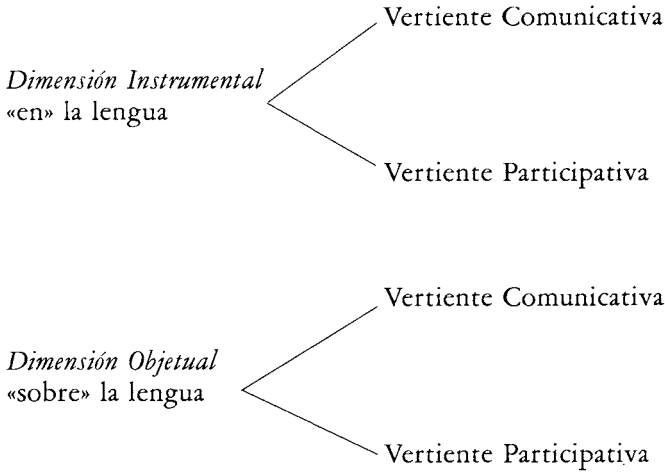 Vertiente Comunicativa
Dimensión Instrumental
«en» la lengua
Vertiente Participativa
Vertiente Comunicativa
Dimensión Objetual
«sobre» la lengua
Vertiente Participativa